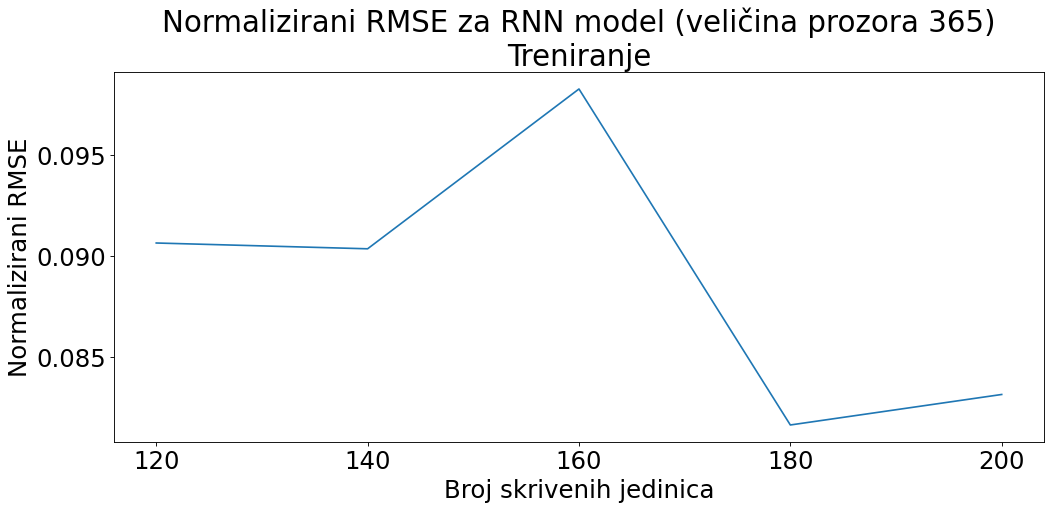 Normalizirani RMSE za RNN model (veličina prozora 365)
Treniranje
Normalizirani RMSE
0.095
0.090
0.085
120 140 160 180 200
Broj skrivenih jedinica